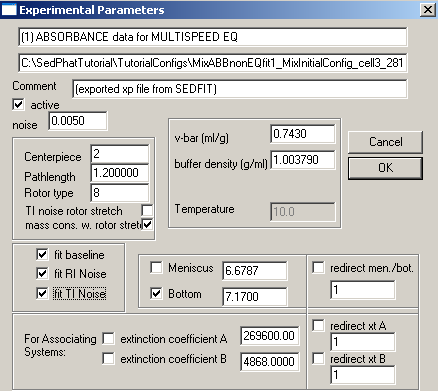 Experimental Parameters
(1) ABSORBANCE data for MULTISPEED EQ
C:\SedPhatTutorial\TutorialConfigs\MixABBnonEQfit1_MixInitialConfig_cell3_281
Comment (exported xp file from SEDFIT)
active
noise 0.0050
v-bar (ml/g) 0.7430
buffer density (g/ml) 1.003790
Temperature 10.0
Cancel
OK
Centerpiece 2
Pathlength 1.200000
Rotor type 8
TI noise rotor stretch
mass cons. w. rotor stretc
fit baseline
fit RI Noise
fit TI Noise
Meniscus 6.6787
Bottom 7.1700
redirect men./bot.
1
For Associating
Systems:
extinction coefficient A 269600.00
extinction coefficient B 4868.0000
redirect xt A
1
redirect xt B
1